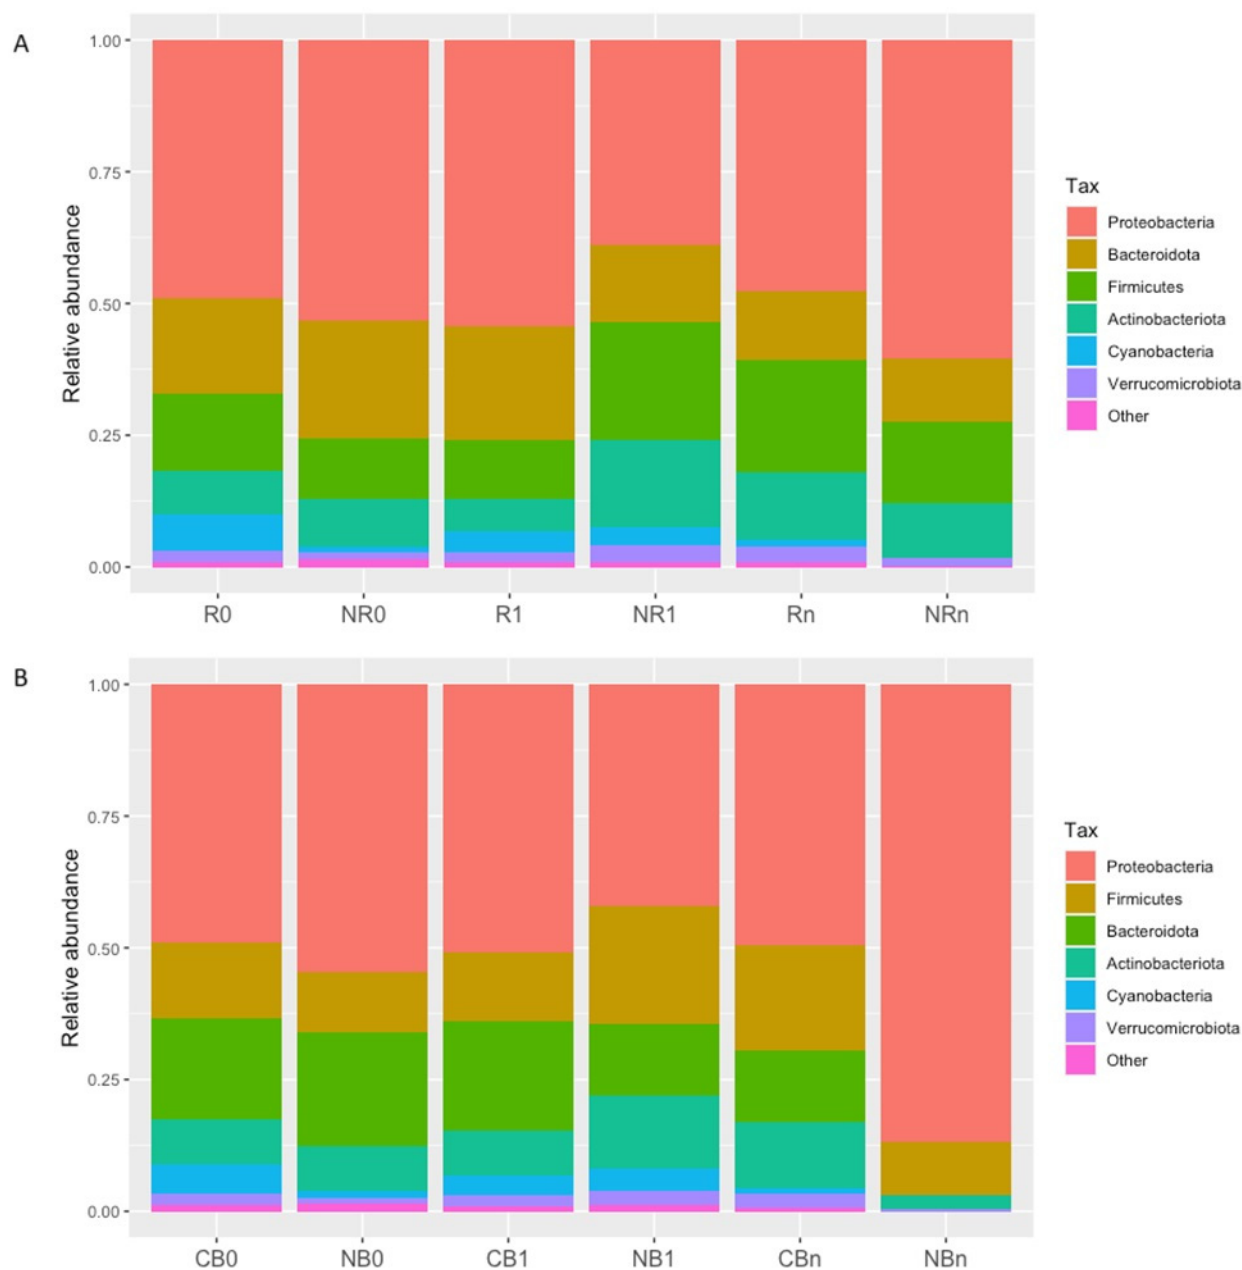 A
Relative abundance
1.00
0.75
0.50
0.25
0.00
R0 NR0 R1 NR1 Rn NRn
Tax
Proteobacteria
Bacteroidota
Firmicutes
Actinobacteriota
Cyanobacteria
Verrucomicrobiota
Other
B
Relative abundance
1.00
0.75
0.50
0.25
0.00
CB0 NB0 CB1 NB1 CBn NBn
Tax
Proteobacteria
Firmicutes
Bacteroidota
Actinobacteriota
Cyanobacteria
Verrucomicrobiota
Other